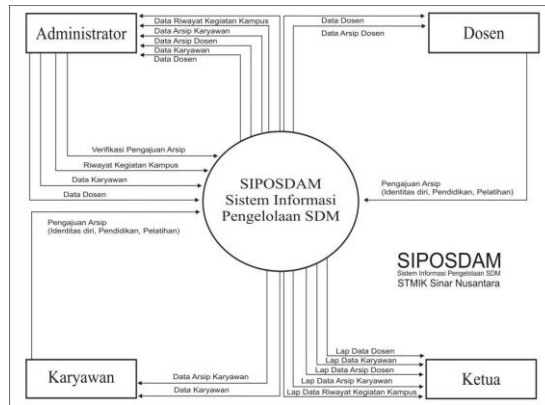 Administrator
Data Riwayat Kegiatan Kampus
Data Arsip Karyawan
Data Arsip Dosen
Data Karyawan
Data Dosen
Data Dosen
Data Arsip Dosen
Dosen
Verifikasi Pengajuan Arsip
Riwayat Kegiatan Kampus
Data Karyawan
Data Dosen
SIPOSDAM
Sistem Informasi
Pengelolaan SDM
Pengajuan Arsip
(Identitas diri, Pendidikan, Pelatihan)
Pengajuan Arsip
(Identitas diri, Pendidikan, Pelatihan)
SIPOSDAM
Sistem Informasi Pengelolaan SDM
STMIK Sinar Nusantara
Karyawan
Data Arsip Karyawan
Data Karyawan
Lap Data Dosen
Lap Data Karyawan
Lap Data Arsip Dosen
Lap Data Arsip Karyawan
Lap Data Riwayat Kegiatan Kampus
Ketua